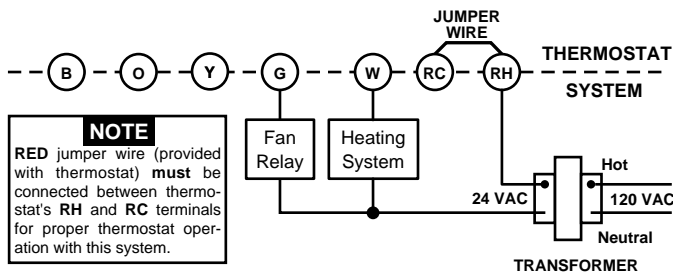 JUMPER
WIRE
THERMOSTAT
B O Y G W RC RH
SYSTEM
NOTE
RED jumper wire (provided
with thermostat) must be
connected between thermo-
stat's RH and RC terminals
for proper thermostat oper-
ation with this system.
Fan
Relay
Heating
System
Hot
24 VAC
120 VAC
Neutral
TRANSFORMER